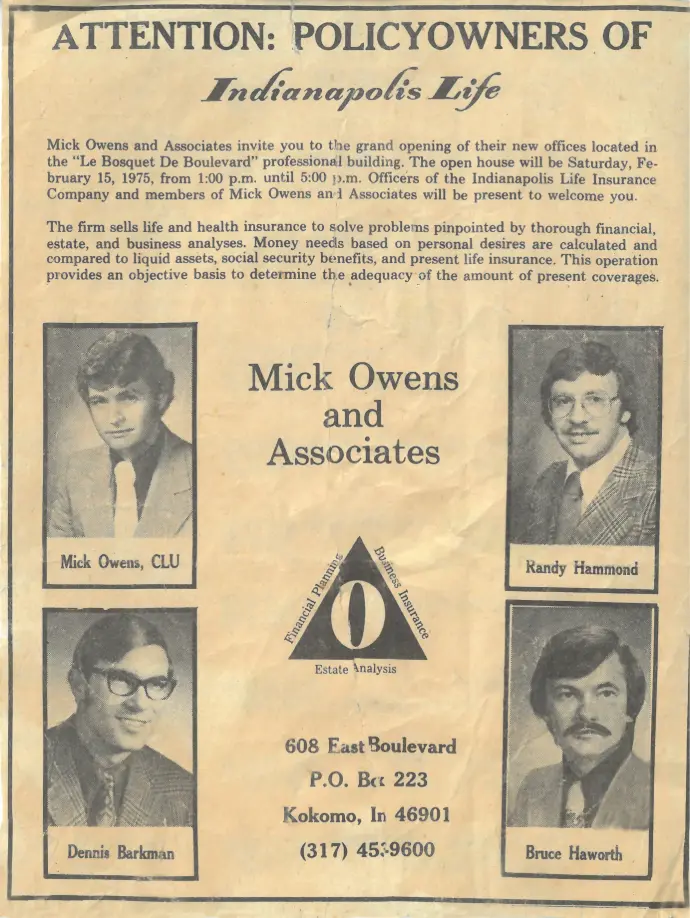 ATTENTION: POLICYOWNERS OF
Indianapolis Life
Mick Owens and Associates invite you to the grand opening of their new offices located in
the "Le Bosquet De Boulevard" professional building. The open house will be Saturday, Fe-
bruary 15, 1975, from 1:00 p.m. until 5:00 p.m. Officers of the Indianapolis Life Insurance
Company and members of Mick Owens and Associates will be present to welcome you.
The firm sells life and health insurance to solve problems pinpointed by thorough financial,
estate, and business analyses. Money needs based on personal desires are calculated and
compared to liquid assets, social security benefits, and present life insurance. This operation
provides an objective basis to determine the adequacy of the amount of present coverages.
Mick Owens
and
Associates
Mick Owens, CLU
Randy Hammond
Financial Planning
Business Insurance
O
Estate Analysis
608 East Boulevard
P.O. Box 223
Kokomo, In 46901
(317) 9600
Dennis Barkman
Bruce Haworth